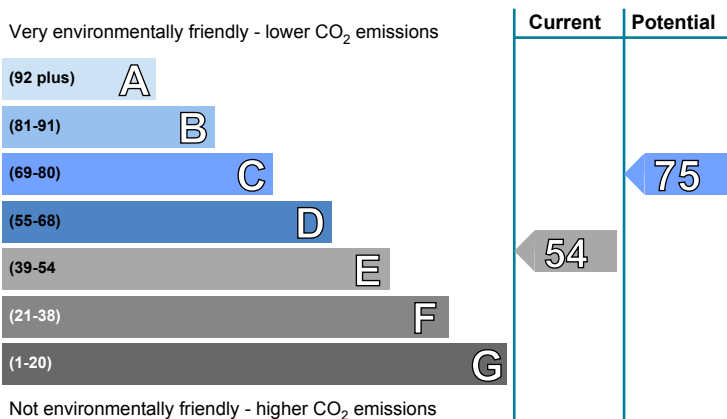 Current Potential
Very environmentally friendly - lower CO2 emissions
(92 plus) A
(81-91) B
(69-80) C
75
(55-68) D
54
(39-54 E
(21-38) F
(1-20) G
Not environmentally friendly - higher CO2 emissions